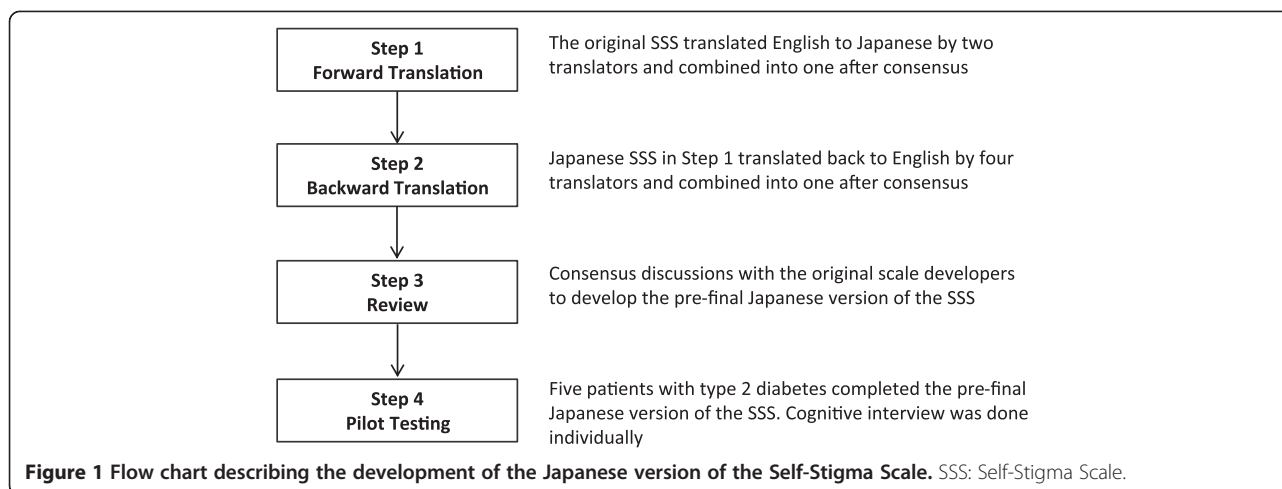 Step 1
Forward Translation
The original SSS translated English to Japanese by two
translators and combined into one after consensus
Step 2
Backward Translation
Japanese SSS in Step 1 translated back to English by four
translators and combined into one after consensus
Step 3
Review
Consensus discussions with the original scale developers
to develop the pre-final Japanese version of the SSS
Step 4
Pilot Testing
Five patients with type 2 diabetes completed the pre-final
Japanese version of the SSS. Cognitive interview was done
individually
Figure 1 Flow chart describing the development of the Japanese version of the Self-Stigma Scale. SSS: Self-Stigma Scale.